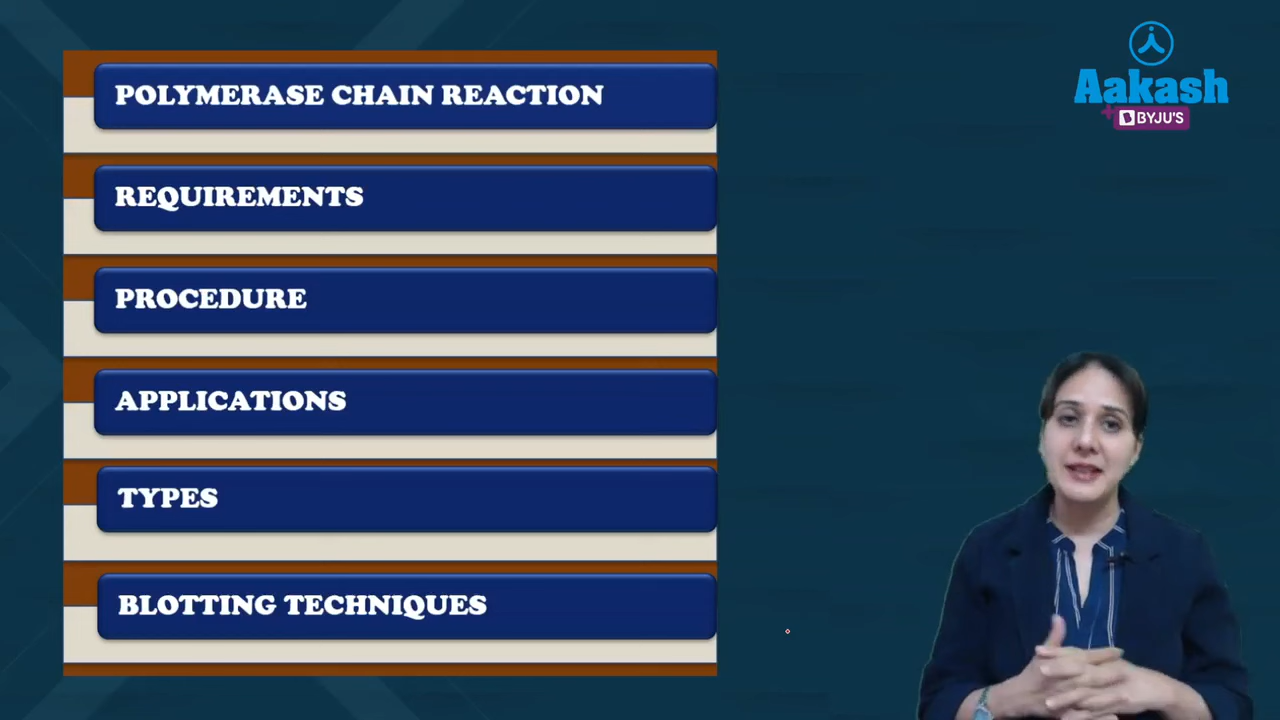 POLYMERASE CHAIN REACTION
REQUIREMENTS
PROCEDURE
APPLICATIONS
TYPES
BLOTTING TECHNIQUES
Aakash
+ BYJU'S